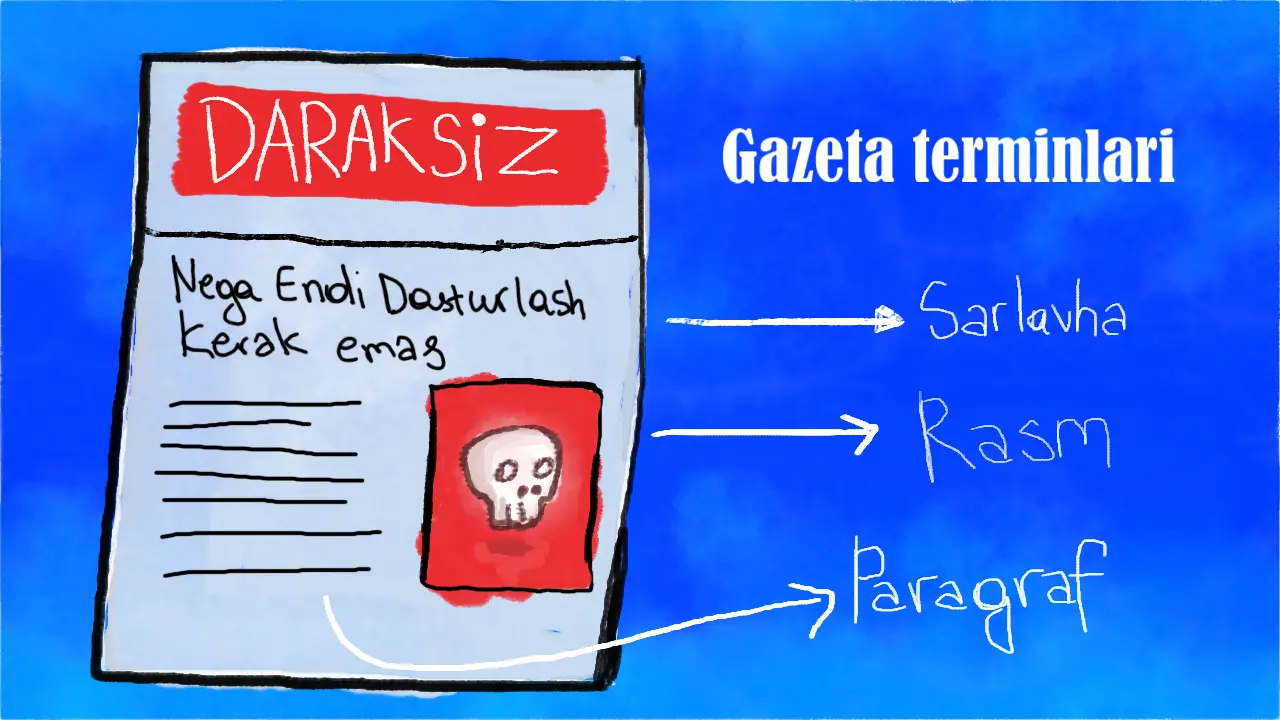 DARAKSiZ
Nega Endi Dasturlash
Kerak emas
Gazeta terminlari
Sarlavha
Rasm
Paragraf